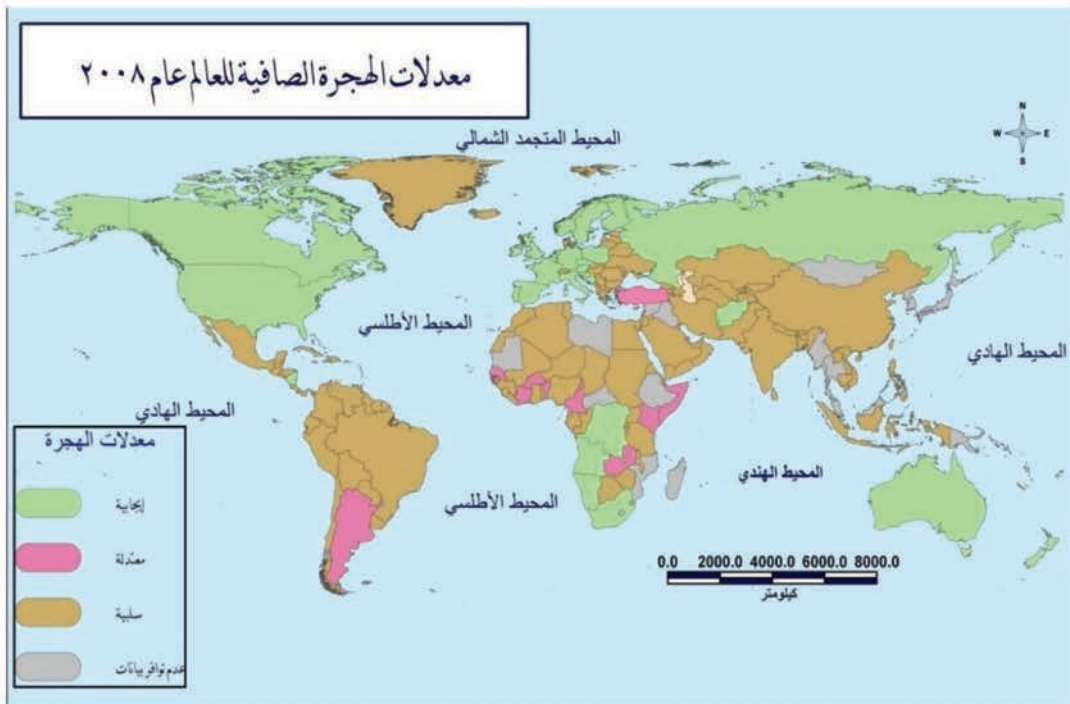 معدلات الهجرة الصافية للعالم عام ٢٠٠٨
المحيط المتجمد الشمالي
N
W E
S
المحيط الأطلسي
المحيط الهادي
المحيط الهادي
المحيط الهندي
المحيط الأطلسي
معدلات الهجرة
إيجابية
معتدلة
سلبية
عدم توافر بيانات
0.0 2000.0 4000.0 6000.0 8000.0
كيلومتر